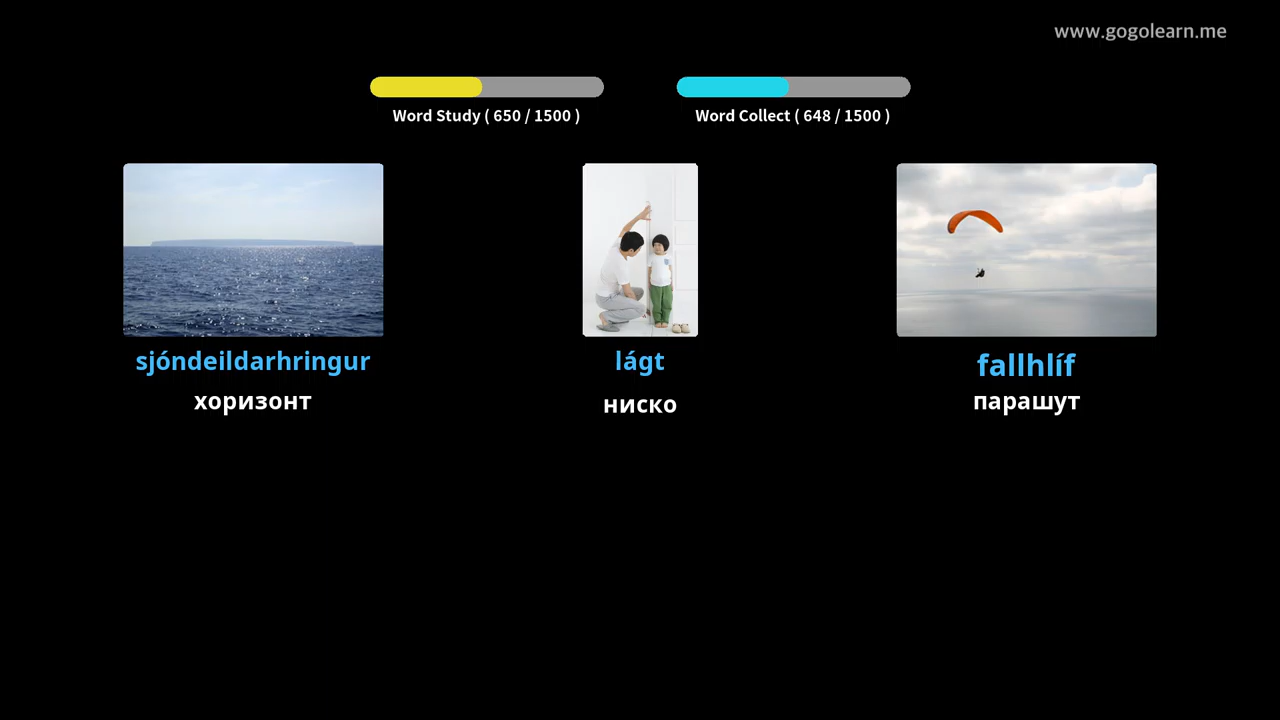 www.gogolearn.me
Word Study ( 650 / 1500 )
Word Collect ( 648 / 1500 )
sjóndeildarhringur
хоризонт
lágt
ниско
fallhlíf
парашут